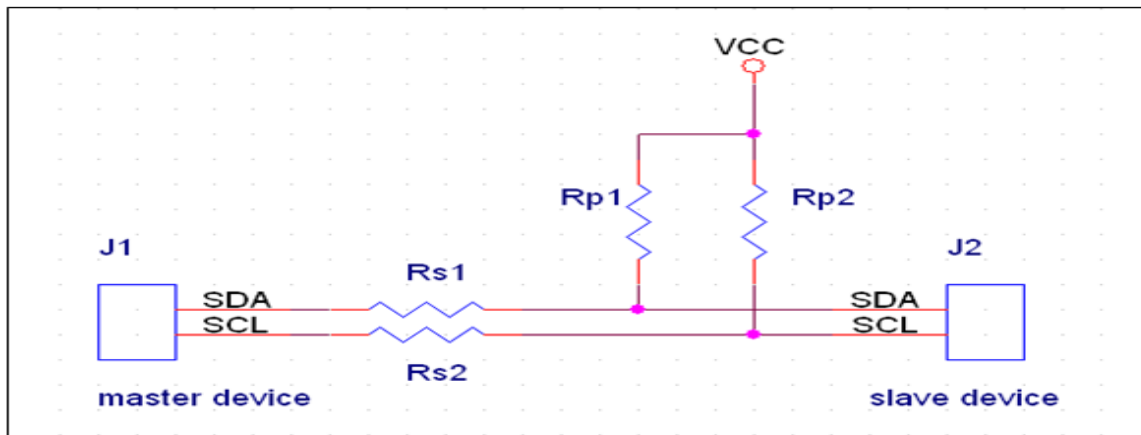 VCC
Rp1
Rp2
J1
J2
Rs1
SDA
SDA
SCL
SCL
Rs2
master device
slave device